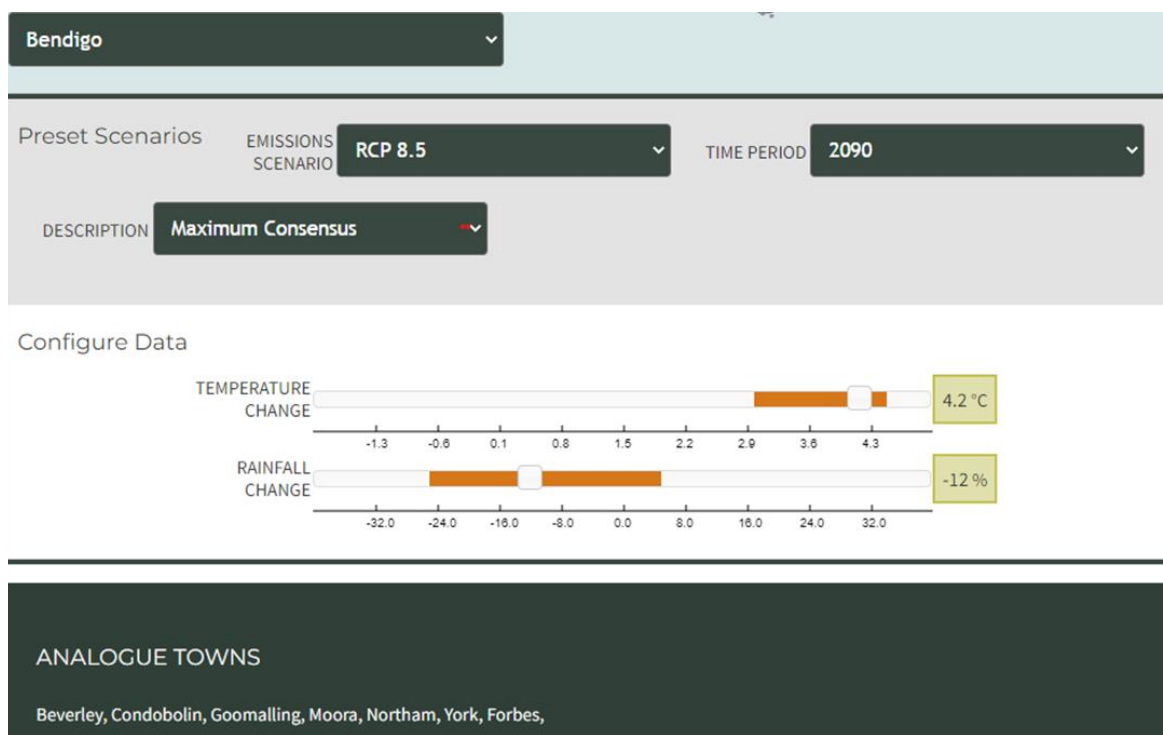 Bendigo
Preset Scenarios
EMISSIONS
SCENARIO
RCP 8.5
TIME PERIOD
2090
DESCRIPTION
Maximum Consensus
Configure Data
TEMPERATURE
CHANGE
4.2 °C
-1.3 -0.6 0.1 0.8 1.5 2.2 2.9 3.6 4.3
RAINFALL
CHANGE
-12 %
-32.0 -24.0 -16.0 -8.0 0.0 8.0 16.0 24.0 32.0
ANALOGUE TOWNS
Beverley, Condobolin, Goomalling, Moora, Northam, York, Forbes,